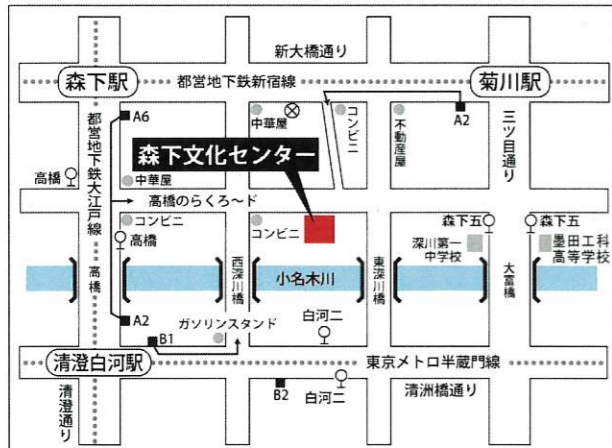 新大橋通り
森下駅
都営地下鉄新宿線
菊川駅
A6
中華屋
コンビニ
不動産屋
A2
三ツ目通り
都営地下鉄大江戸線
森下文化センター
高橋
中華屋
高橋のらくろ〜ド
コンビニ
高橋
コンビニ
森下五
森下五
深川第一
中学校
墨田工科
高等学校
高橋
西深川橋
小名木川
東深川橋
大富橋
A2
B1
ガソリンスタンド
白河二
清澄白河駅
東京メトロ半蔵門線
清澄通り
B2
白河二
清洲橋通り